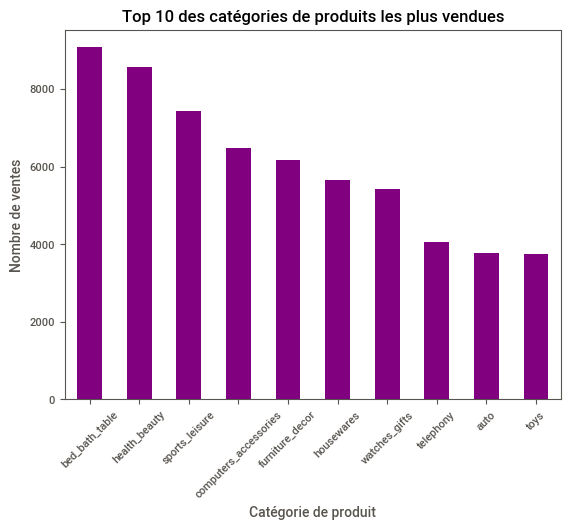 Top 10 des catégories de produits les plus vendues
Nombre de ventes
8000
6000
4000
2000
0
bed_bath_table
health_beauty
sports_leisure
computers_accessories
furniture_decor
housewares
watches_gifts
telephony
auto
toys
Catégorie de produit